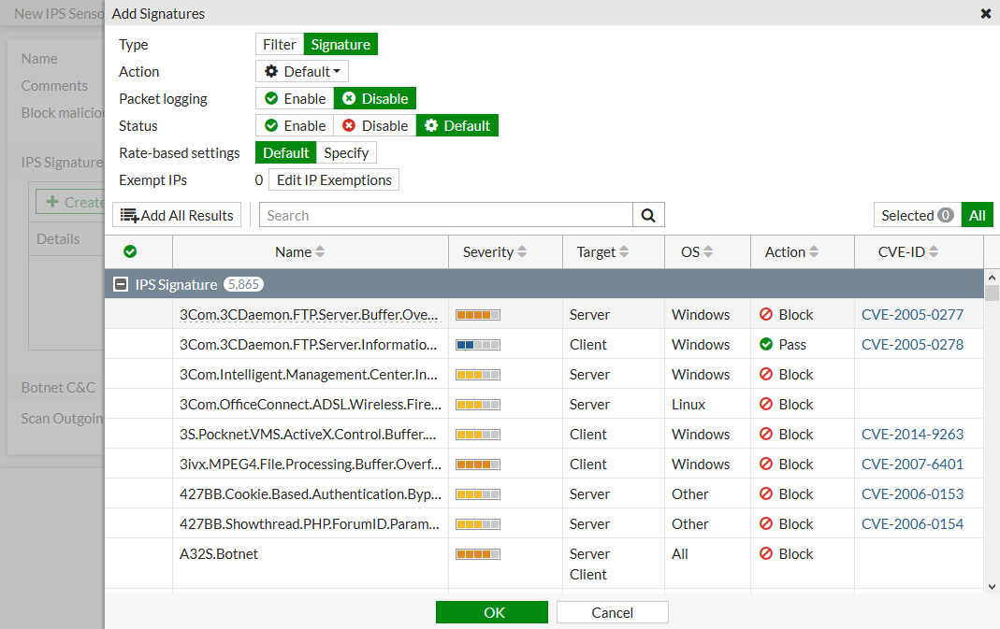 New IPS Senso
Add Signatures
Name
Comments
Block maliciou
IPS Signature
Create
Details
Botnet C&C
Scan Outgoin
Type Filter Signature
Action Default
Packet logging Enable Disable
Status Enable Disable Default
Rate-based settings Default Specify
Exempt IPs 0 Edit IP Exemptions
Add All Results Search Selected 0 All
Name Severity Target OS Action CVE-ID
IPS Signature 5,865
3Com.3CDaemon.FTP.Server.Buffer.Ove... Server Windows Block CVE-2005-0277
3Com.3CDaemon.FTP.Server.Informatio... Client Windows Pass CVE-2005-0278
3Com.Intelligent.Management.Center.In... Server Windows Block
3Com.OfficeConnect.ADSL.Wireless.Fire... Server Linux Block
3S.Pocknet.VMS.ActiveX.Control.Buffer.... Client Windows Block CVE-2014-9263
3ivx.MPEG4.File.Processing.Buffer.Overf... Client Windows Block CVE-2007-6401
427BB.Cookie.Based.Authentication.Byp... Server Other Block CVE-2006-0153
427BB.Showthread.PHP.ForumID.Param... Server Other Block CVE-2006-0154
A32S.Botnet Server All Block
Client
OK Cancel